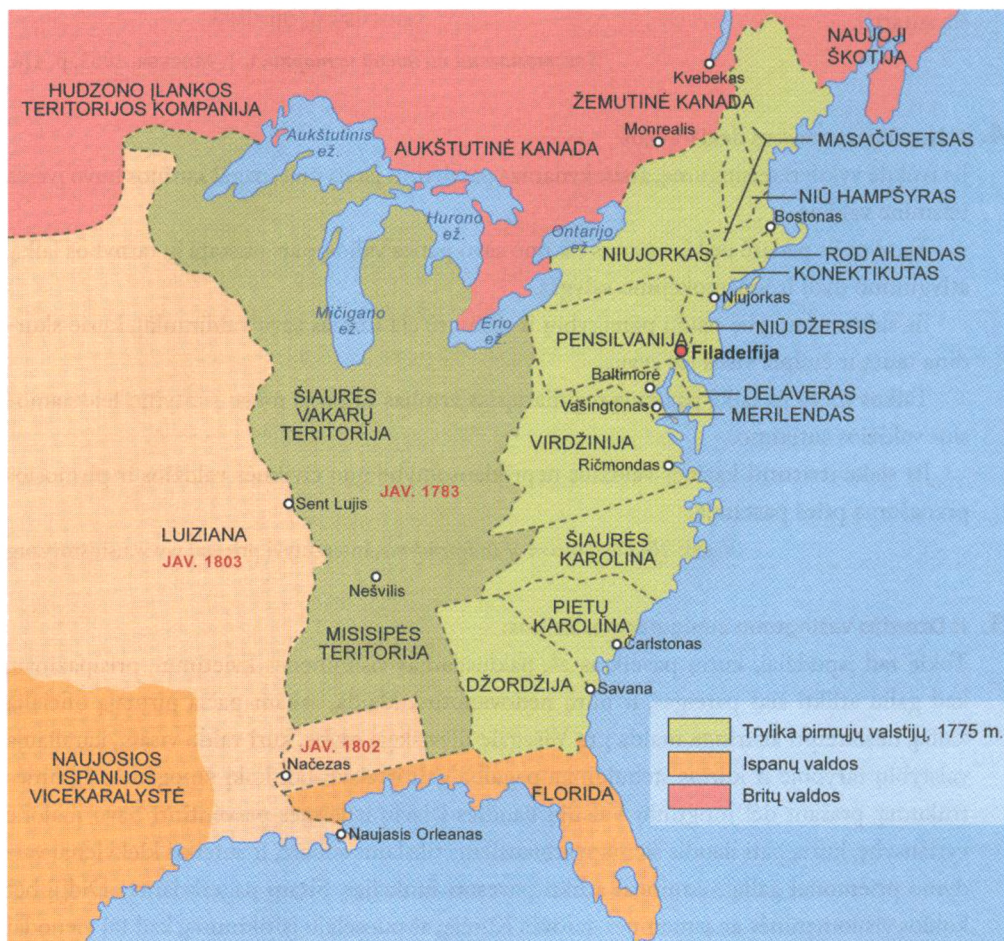 NAUJOJI
ŠKOTIJA
Kvebekas
HUDZONO ĮLANKOS
TERITORIJOS KOMPANIJA
ŽEMUTINĖ KANADA
Aukštutinis
ež.
AUKŠTUTINĖ KANADA
Monrealis
MASAČŪSETSAS
NIŪ HAMPŠYRAS
Hurono
ež.
Bostonas
Ontarijo
ež.
NIUJORKAS
ROD AILENDAS
KONEKTIKUTAS
Mičigano
ež.
Erio
ež.
Niujorkas
NIŪ DŽERSIS
PENSILVANIJA
Filadelfija
Baltimorė
DELAVERAS
Vašingtonas
MERILENDAS
ŠIAURĖS
VAKARŲ
TERITORIJA
VIRDŽINIJA
Ričmondas
JAV. 1783
Sent Lujis
LUIZIANA
JAV. 1803
ŠIAURĖS
KAROLINA
Nešvilis
PIETŲ
KAROLINA
MISISIPĖS
TERITORIJA
Čarlstonas
DŽORDŽIJA
Savana
JAV. 1802
Načezas
NAUJOSIOS
ISPANIJOS
VICEKARALYSTĖ
FLORIDA
Naujasis Orleanas
Trylika pirmųjų valstijų, 1775 m.
Ispanų valdos
Britų valdos